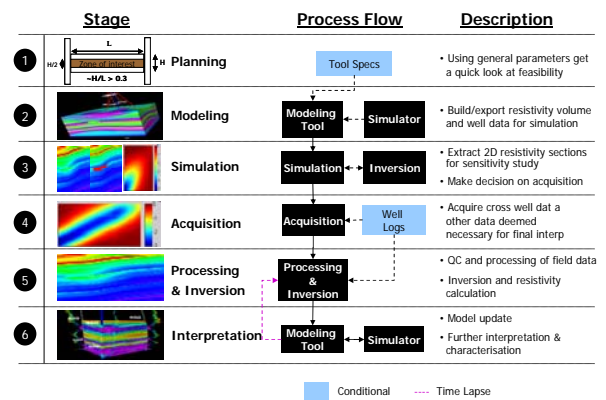 Stage
Process Flow
Description
1
L
H/2
Zone of interest
H
~H/L > 0.3
Planning
Tool Specs
• Using general parameters get
a quick look at feasibility
2
Modeling
Modeling
Tool
Simulator
• Build/export resistivity volume
and well data for simulation
3
Simulation
Simulation
Inversion
• Extract 2D resistivity sections
for sensitivity study
• Make decision on acquisition
4
Acquisition
Acquisition
Well
Logs
• Acquire cross well dat a
other data deemed
necessary for final interp
5
Processing
& Inversion
Processing
&
Inversion
• QC and processing of field data
• Inversion and resistivity
calculation
6
Interpretation
Modeling
Tool
Simulator
• Model update
• Further interpretation &
characterisation
Conditional
Time Lapse